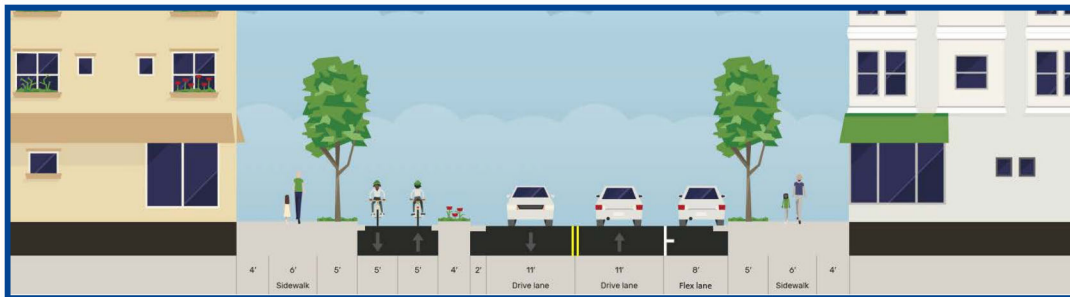 4' 6' 5' 5' 5' 4' 2' 11' 11' 8' 5' 6' 4'
Sidewalk Drive lane Drive lane Flex lane Sidewalk